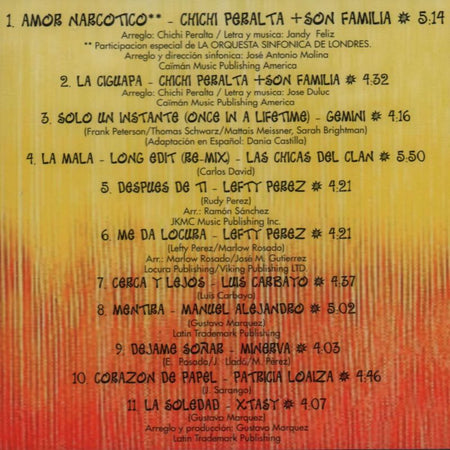 1. AMOR NARCOTICO** - CHICHI PERALTA +SON FAMILIA * 5:14
Arreglo: Chichi Peralta / Letra y musica: Jandy Feliz
** Participacion especial de LA ORQUESTA SINFONICA DE LONDRES.
Arreglo y dirección sinfonica: José Antonio Molina
Caimán Music Publishing America
2. LA CIGUAPA - CHICHI PERALTA +SON FAMILIA * 4:32
Arreglo: Chichi Peralta / Letra y musica: Jose Duluc
Caimán Music Publishing America
3. SOLO UN INSTANTE (ONCE IN A LIFETIME) - GEMINI * 4:16
(Frank Peterson/Thomas Schwarz/Mattais Meissner, Sarah Brightman)
(Adaptación en Español: Dania Castilla)
4. LA MALA - LONG EDIT (RE-MIX) - LAS CHICAS DEL CLAN * 5:50
(Carlos David)
5. DESPUES DE TI - LEFTY PEREZ * 4:21
(Rudy Perez)
Arr.: Ramón Sánchez
JKMC Music Publishing Inc.
6. ME DA LOCURA - LEFTY PEREZ * 4:21
(Lefty Perez/Marlow Rosado)
Arr.: Marlow Rosado/José M. Gutierrez
Locura Publishing/Viking Publishing LTD.
7. CERCA Y LEJOS - LUIS CARBAYO * 4:37
(Luis Carbayo)
8. MENTIRA - MANUEL ALEJANDRO * 5:02
(Gustavo Marquez)
Latin Trademark Publishing
9. DEJAME SOÑAR - MINERVA * 4:03
(E. Posada/J. Lladó/M. Pérez)
10. CORAZON DE PAPEL - PATRICIA LOAIZA * 4:46
(J. Sarango)
11. LA SOLEDAD - XTASY * 4:07
(Gustavo Marquez)
Arreglo y producción: Gustavo Marquez
Latin Trademark Publishing